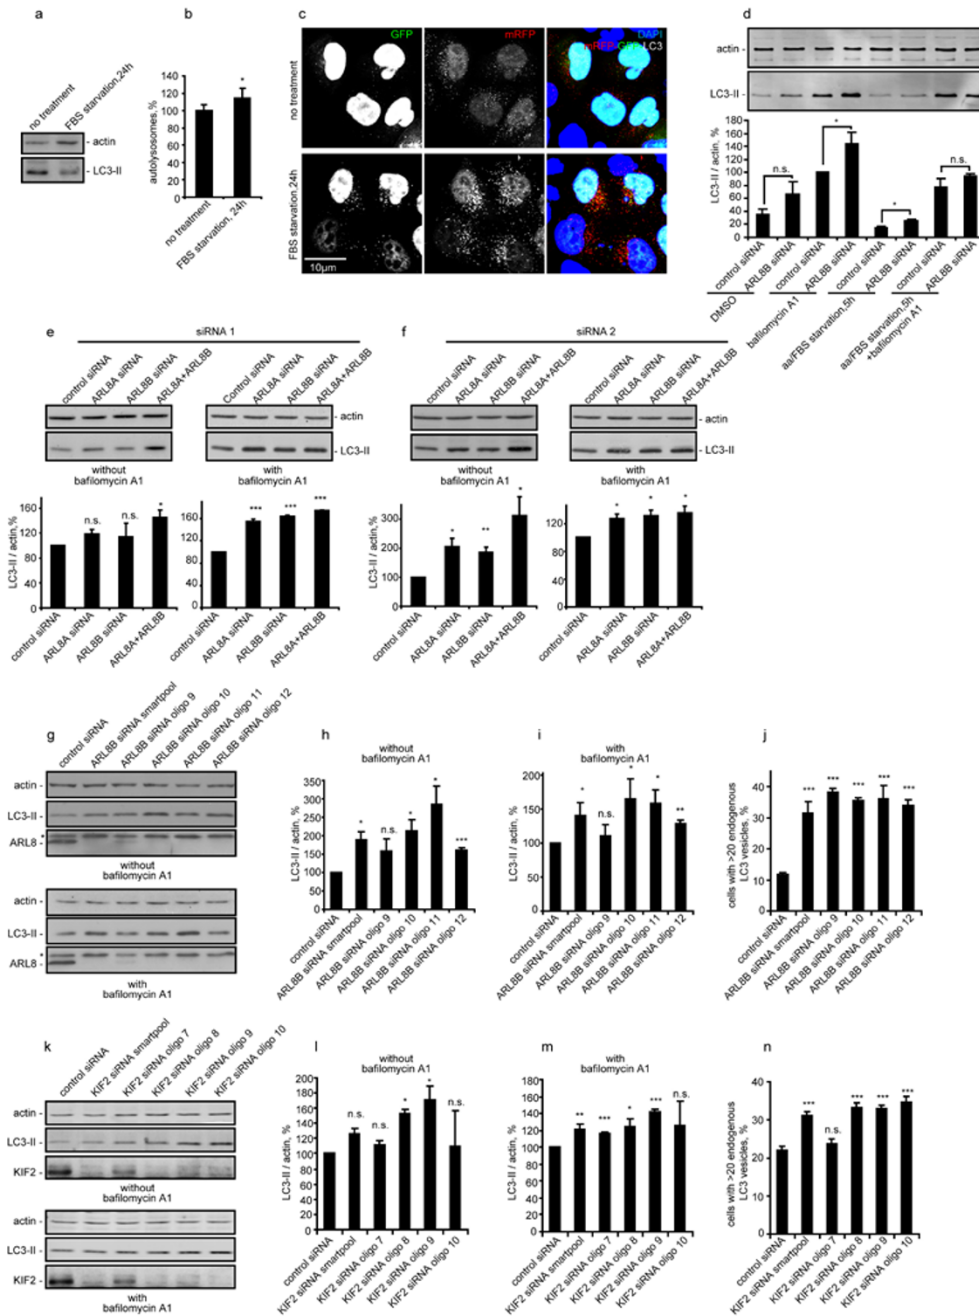 a
no treatment
FBS starvation,24h
- actin
- LC3-II
b
autolysosomes, %
140
120
100
80
60
40
20
0
*
no treatment
FBS starvation, 24h
c
GFP
mRFP
DAPI
mRFP-GFP-LC3
no treatment
FBS starvation,24h
10µm
d
actin -
LC3-II -
LC3-II / actin, %
180
160
140
120
100
80
60
40
20
0
n.s.
*
*
n.s.
control siRNA
ARL8B siRNA
control siRNA
ARL8B siRNA
control siRNA
ARL8B siRNA
control siRNA
ARL8B siRNA
DMSO
bafilomycin A1
aa/FBS starvation,5h
aa/FBS starvation,5h
+bafilomycin A1
e
siRNA 1
control siRNA
ARL8A siRNA
ARL8B siRNA
ARL8A+ARL8B
Control siRNA
ARL8A siRNA
ARL8B siRNA
ARL8A+ARL8B
- actin
- LC3-II
without
bafilomycin A1
with
bafilomycin A1
LC3-II / actin,%
160
120
80
40
0
n.s.
n.s.
*
control siRNA
ARL8A siRNA
ARL8B siRNA
ARL8A+ARL8B
160
120
80
40
0
***
***
***
control siRNA
ARL8A siRNA
ARL8B siRNA
ARL8A+ARL8B
f
siRNA 2
control siRNA
ARL8A siRNA
ARL8B siRNA
ARL8A+ARL8B
control siRNA
ARL8A siRNA
ARL8B siRNA
ARL8A+ARL8B
- actin
- LC3-II
without
bafilomycin A1
with
bafilomycin A1
LC3-II / actin, %
300
200
100
0
*
**
*
control siRNA
ARL8A siRNA
ARL8B siRNA
ARL8A+ARL8B
120
80
40
0
*
*
*
control siRNA
ARL8A siRNA
ARL8B siRNA
ARL8A+ARL8B
g
control siRNA
ARL8B siRNA smartpool
ARL8B siRNA oligo 9
ARL8B siRNA oligo 10
ARL8B siRNA oligo 11
ARL8B siRNA oligo 12
actin -
LC3-II -
ARL8 -
*
without
bafilomycin A1
actin -
LC3-II -
ARL8 -
*
with
bafilomycin A1
h
without
bafilomycin A1
LC3-II / actin, %
350
300
250
200
150
100
50
0
*
n.s.
*
*
***
control siRNA
ARL8B siRNA smartpool
ARL8B siRNA oligo 9
ARL8B siRNA oligo 10
ARL8B siRNA oligo 11
ARL8B siRNA oligo 12
i
with
bafilomycin A1
LC3-II / actin, %
200
150
100
50
0
*
n.s.
*
*
**
control siRNA
ARL8B siRNA smartpool
ARL8B siRNA oligo 9
ARL8B siRNA oligo 10
ARL8B siRNA oligo 11
ARL8B siRNA oligo 12
j
cells with >20 endogenous
LC3 vesicles, %
40
30
20
10
0
***
***
***
***
***
control siRNA
ARL8B siRNA smartpool
ARL8B siRNA oligo 9
ARL8B siRNA oligo 10
ARL8B siRNA oligo 11
ARL8B siRNA oligo 12
k
control siRNA
KIF2 siRNA smartpool
KIF2 siRNA oligo 7
KIF2 siRNA oligo 8
KIF2 siRNA oligo 9
KIF2 siRNA oligo 10
actin -
LC3-II -
KIF2 -
without
bafilomycin A1
actin -
LC3-II -
KIF2 -
with
bafilomycin A1
l
without
bafilomycin A1
LC3-II / actin, %
200
180
160
140
120
100
80
60
40
20
0
n.s.
*
*
n.s.
control siRNA
KIF2 siRNA smartpool
KIF2 siRNA oligo 7
KIF2 siRNA oligo 8
KIF2 siRNA oligo 9
KIF2 siRNA oligo 10
m
with
bafilomycin A1
LC3-II / actin, %
180
160
140
120
100
80
60
40
20
0
**
***
*
***
n.s.
control siRNA
KIF2 siRNA smartpool
KIF2 siRNA oligo 7
KIF2 siRNA oligo 8
KIF2 siRNA oligo 9
KIF2 siRNA oligo 10
n
cells with >20 endogenous
LC3 vesicles, %
40
30
20
10
0
***
n.s.
***
***
***
control siRNA
KIF2 siRNA smartpool
KIF2 siRNA oligo 7
KIF2 siRNA oligo 8
KIF2 siRNA oligo 9
KIF2 siRNA oligo 10